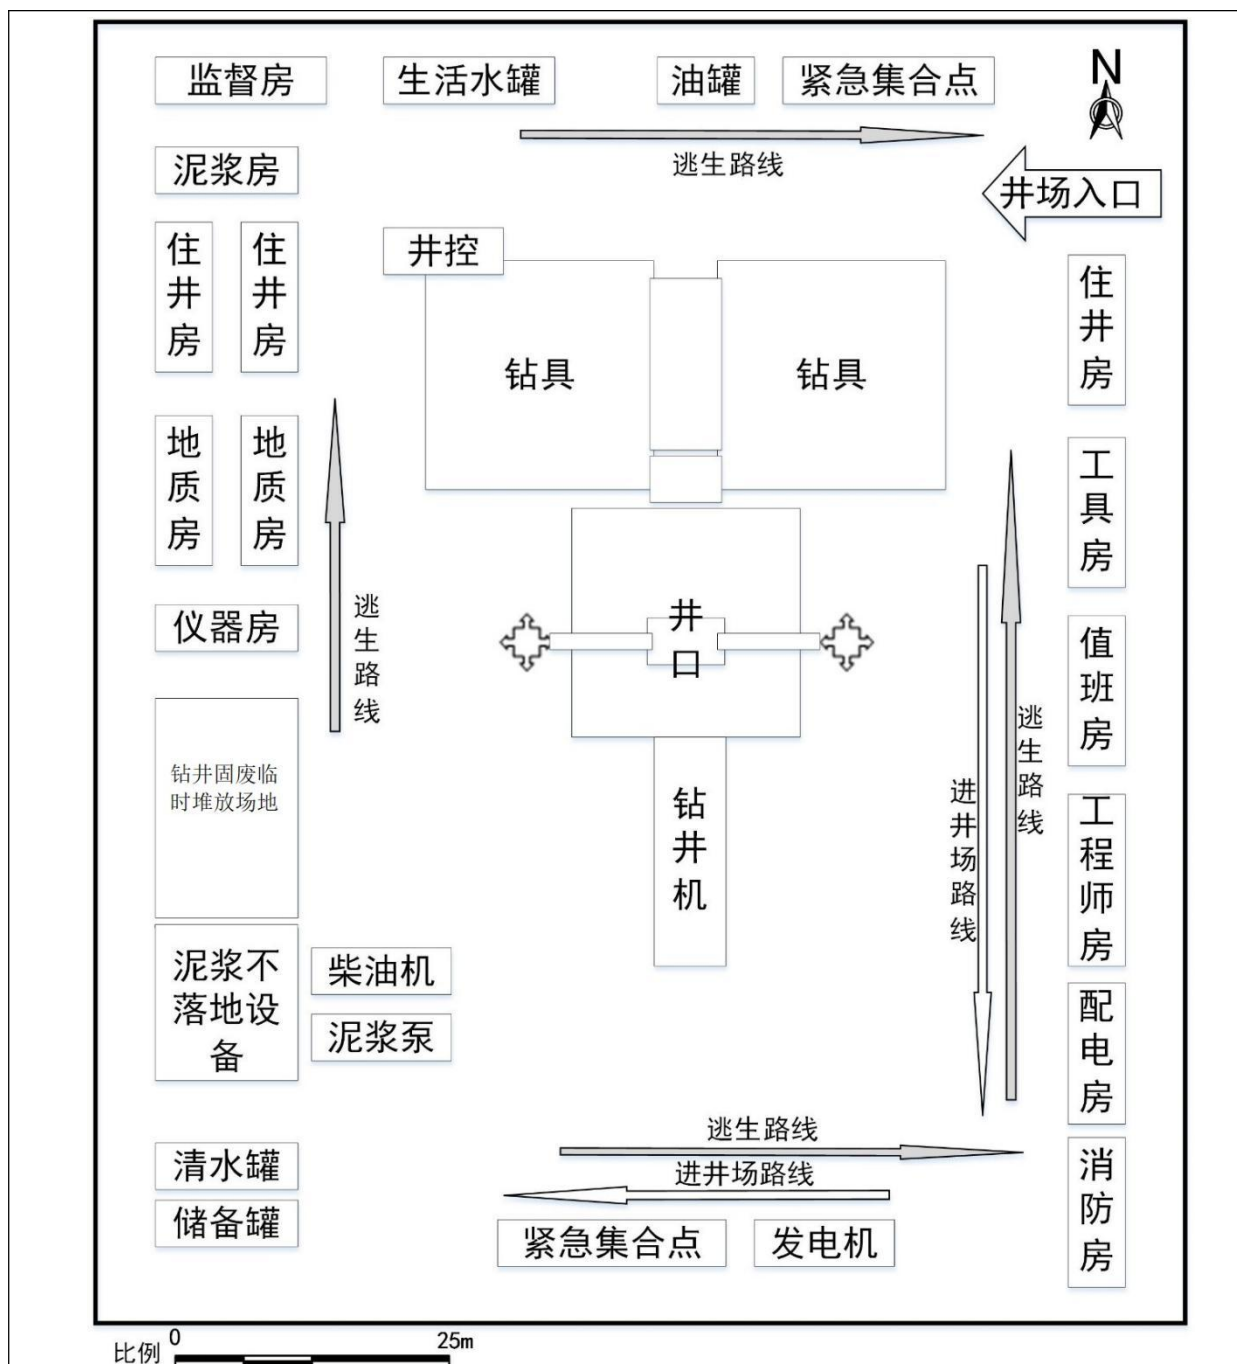 监督房
生活水罐
油罐
紧急集合点
N
逃生路线
泥浆房
井场入口
住井房
住井房
井控
钻具
钻具
住井房
地质房
地质房
工具房
仪器房
逃生路线
井口
值班房
逃生路线
进井场路线
钻井固废临
时堆放场地
钻井机
工程师房
泥浆不
落地设
备
柴油机
泥浆泵
配电房
逃生路线
进井场路线
清水罐
储备罐
紧急集合点
发电机
消防房
比例
0
25m